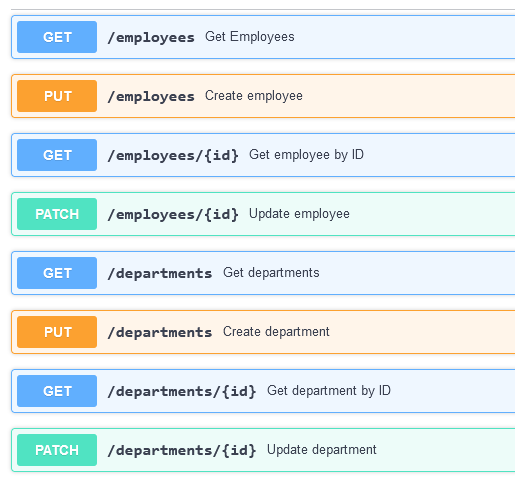 GET /employees Get Employees
PUT /employees Create employee
GET /employees/{id} Get employee by ID
PATCH /employees/{id} Update employee
GET /departments Get departments
PUT /departments Create department
GET /departments/{id} Get department by ID
PATCH /departments/{id} Update department